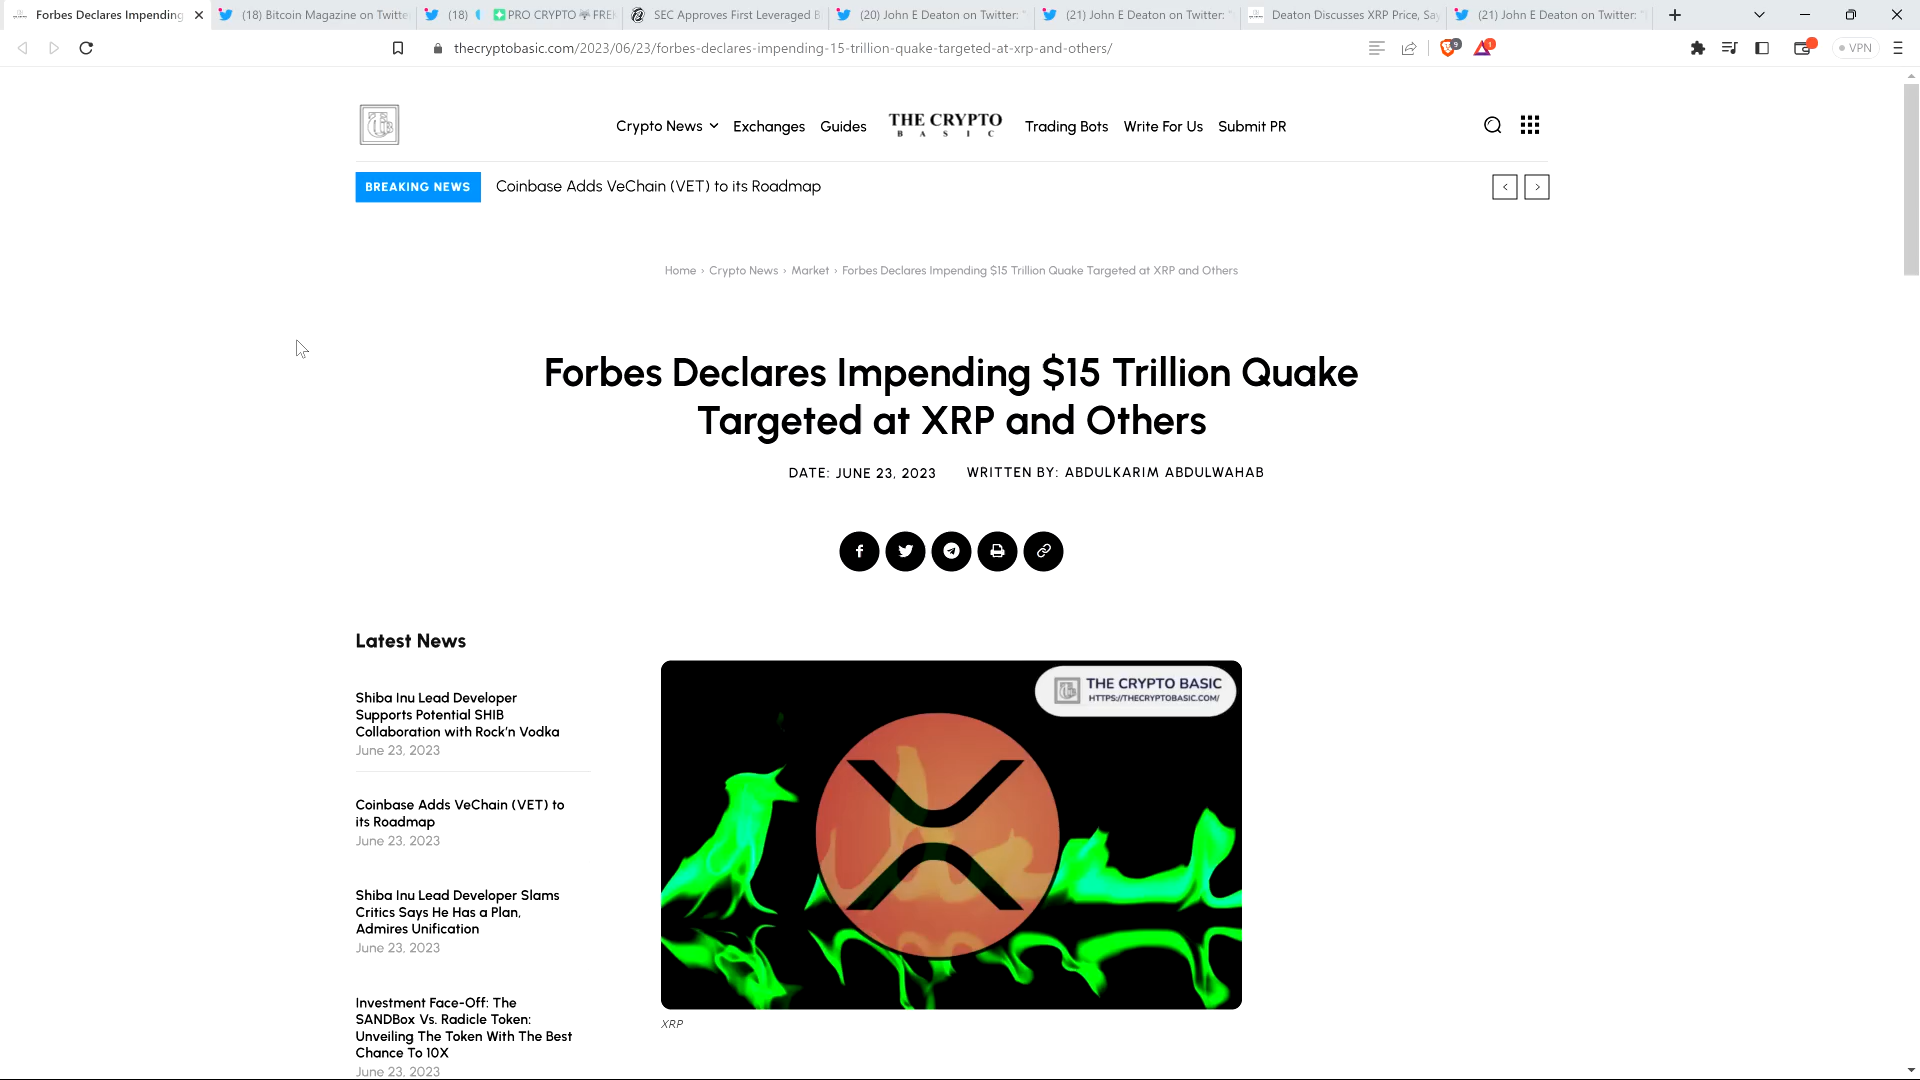 Forbes Declares Impending
(18) Bitcoin Magazine on Twitte
(18)
PRO CRYPTO
FREN
SEC Approves First Leveraged B
(20) John E Deaton on Twitter: "
(21) John E Deaton on Twitter: "
Deaton Discusses XRP Price, Say
(21) John E Deaton on Twitter: "
thecryptobasic.com/2023/06/23/forbes-declares-impending-15-trillion-quake-targeted-at-xrp-and-others/
9
1
VPN
Crypto News
Exchanges
Guides
THE CRYPTO
BASIC
Trading Bots
Write For Us
Submit PR
BREAKING NEWS
Coinbase Adds VeChain (VET) to its Roadmap
Home › Crypto News › Market › Forbes Declares Impending $15 Trillion Quake Targeted at XRP and Others
Forbes Declares Impending $15 Trillion Quake
Targeted at XRP and Others
DATE: JUNE 23, 2023
WRITTEN BY: ABDULKARIM ABDULWAHAB
Latest News
Shiba Inu Lead Developer
Supports Potential SHIB
Collaboration with Rock'n Vodka
June 23, 2023
Coinbase Adds VeChain (VET) to
its Roadmap
June 23, 2023
Shiba Inu Lead Developer Slams
Critics Says He Has a Plan,
Admires Unification
June 23, 2023
Investment Face-Off: The
SANDBox Vs. Radicle Token:
Unveiling The Token With The Best
Chance To 10X
June 23, 2023
THE CRYPTO BASIC
HTTPS://THECRYPTOBASIC.COM/
XRP